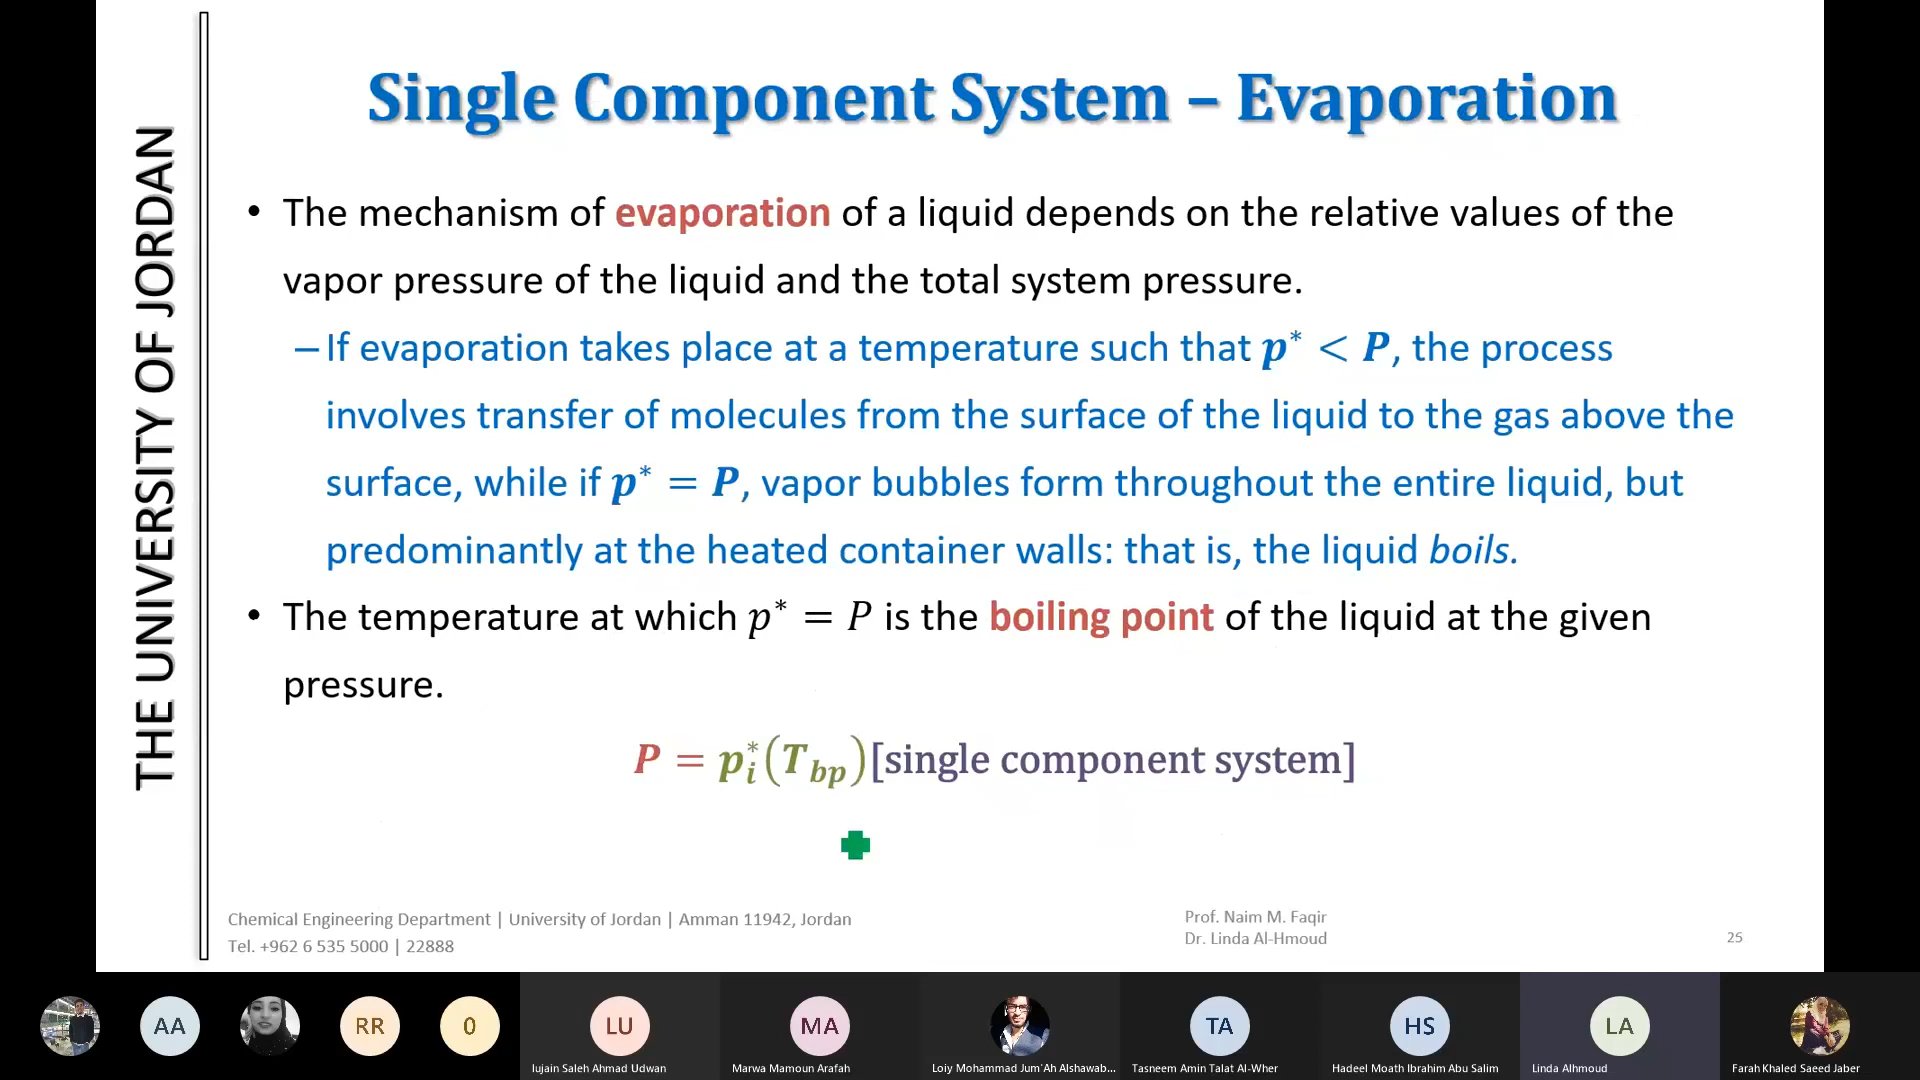 THE UNIVERSITY OF JORDAN
Single Component System – Evaporation
• The mechanism of evaporation of a liquid depends on the relative values of the
vapor pressure of the liquid and the total system pressure.
– If evaporation takes place at a temperature such that p* < P, the process
involves transfer of molecules from the surface of the liquid to the gas above the
surface, while if p* = P, vapor bubbles form throughout the entire liquid, but
predominantly at the heated container walls: that is, the liquid boils.
• The temperature at which p* = P is the boiling point of the liquid at the given
pressure.
P = p_i^*(T_bp)[single component system]
Chemical Engineering Department | University of Jordan | Amman 11942, Jordan
Tel. +962 6 535 5000 | 22888
Prof. Naim M. Faqir
Dr. Linda Al-Hmoud
25
AA
RR
0
LU
MA
TA
HS
LA
lujain Saleh Ahmad Udwan
Marwa Mamoun Arafah
Loiy Mohammad Jum'Ah Alshawab...
Tasneem Amin Talat Al-Wher
Hadeel Moath Ibrahim Abu Salim
Linda Alhmoud
Farah Khaled Saeed Jaber